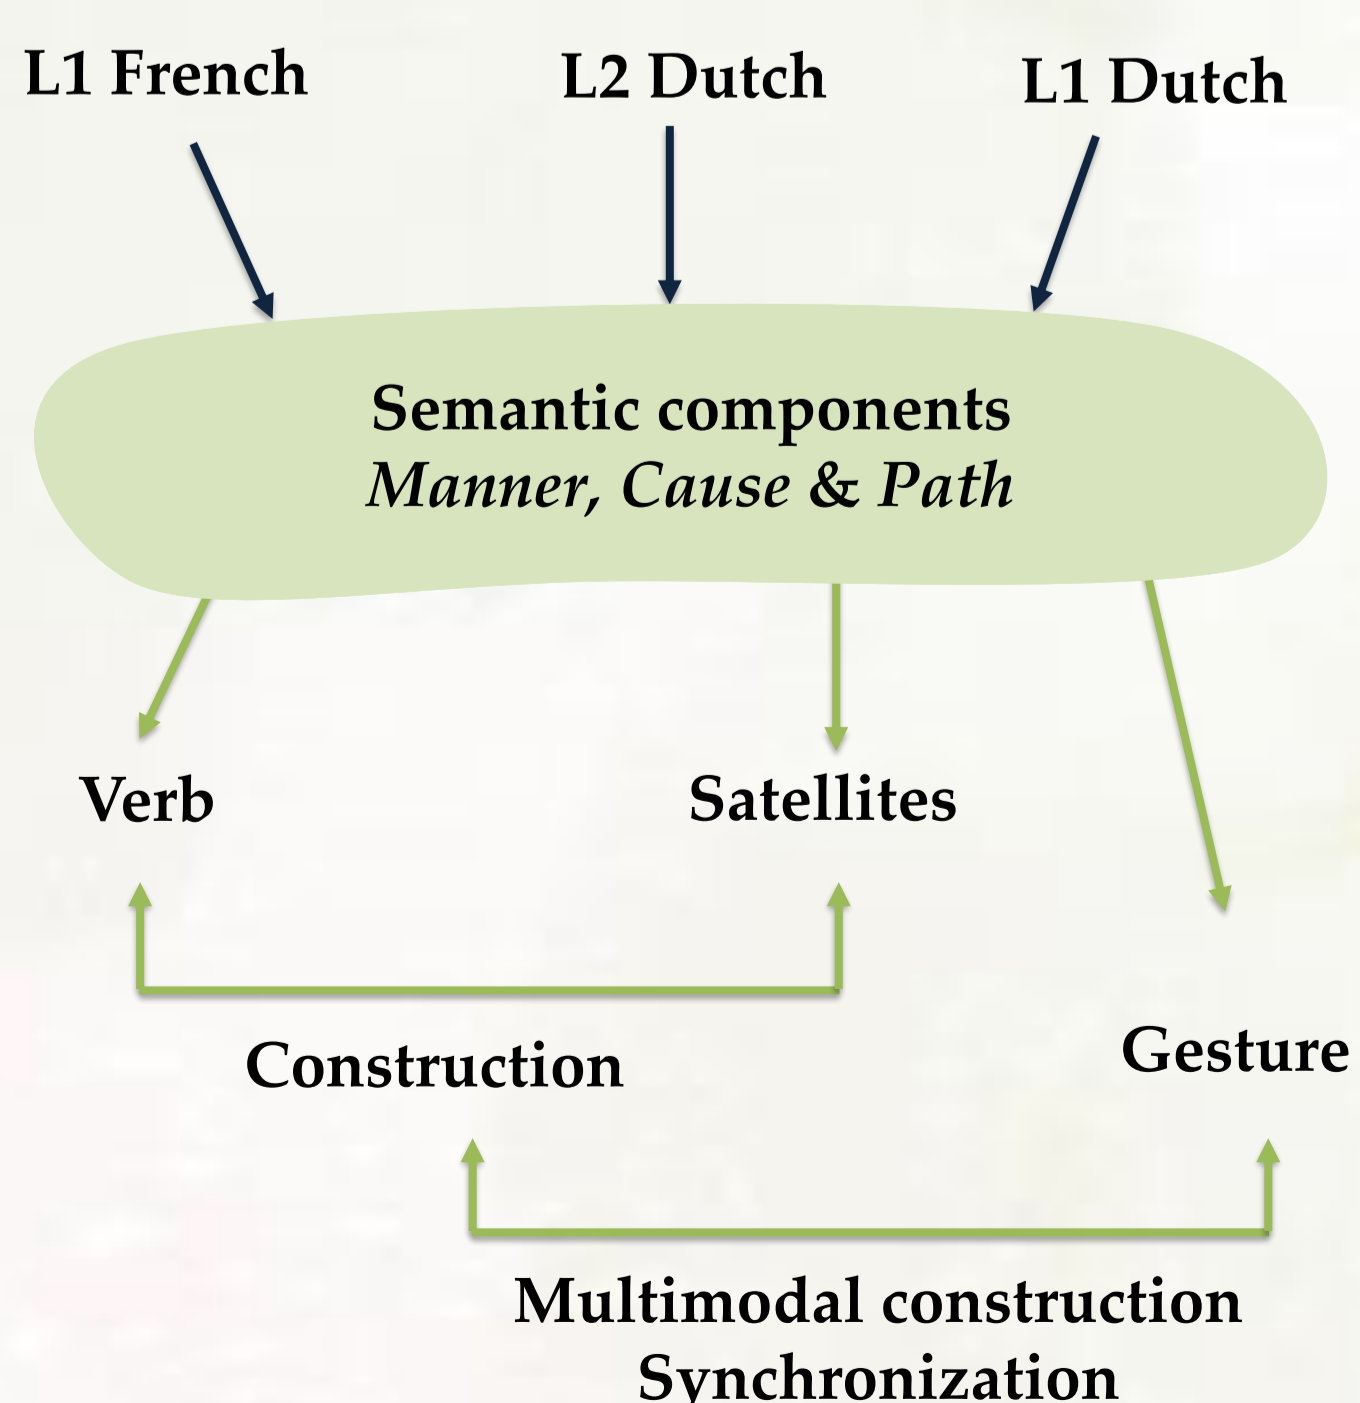 L1 French
L2 Dutch
L1 Dutch
Semantic components
Manner, Cause & Path
Verb
Satellites
Construction
Gesture
Multimodal construction
Synchronization